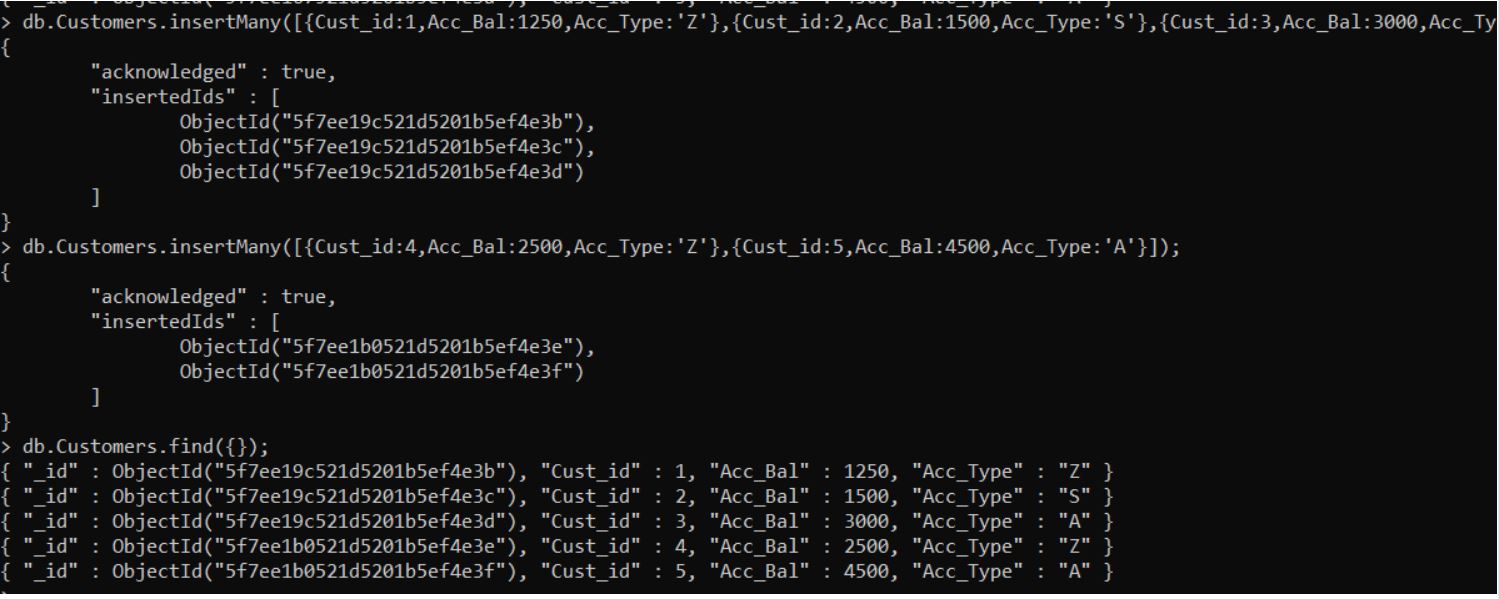 > db.Customers.insertMany([{Cust_id:1,Acc_Bal:1250,Acc_Type:'Z'},{Cust_id:2,Acc_Bal:1500,Acc_Type:'S'},{Cust_id:3,Acc_Bal:3000,Acc_Ty
{
        "acknowledged" : true,
        "insertedIds" : [
                ObjectId("5f7ee19c521d5201b5ef4e3b"),
                ObjectId("5f7ee19c521d5201b5ef4e3c"),
                ObjectId("5f7ee19c521d5201b5ef4e3d")
        ]
}
> db.Customers.insertMany([{Cust_id:4,Acc_Bal:2500,Acc_Type:'Z'},{Cust_id:5,Acc_Bal:4500,Acc_Type:'A'}]);
{
        "acknowledged" : true,
        "insertedIds" : [
                ObjectId("5f7ee1b0521d5201b5ef4e3e"),
                ObjectId("5f7ee1b0521d5201b5ef4e3f")
        ]
}
> db.Customers.find({});
{ "_id" : ObjectId("5f7ee19c521d5201b5ef4e3b"), "Cust_id" : 1, "Acc_Bal" : 1250, "Acc_Type" : "Z" }
{ "_id" : ObjectId("5f7ee19c521d5201b5ef4e3c"), "Cust_id" : 2, "Acc_Bal" : 1500, "Acc_Type" : "S" }
{ "_id" : ObjectId("5f7ee19c521d5201b5ef4e3d"), "Cust_id" : 3, "Acc_Bal" : 3000, "Acc_Type" : "A" }
{ "_id" : ObjectId("5f7ee1b0521d5201b5ef4e3e"), "Cust_id" : 4, "Acc_Bal" : 2500, "Acc_Type" : "Z" }
{ "_id" : ObjectId("5f7ee1b0521d5201b5ef4e3f"), "Cust_id" : 5, "Acc_Bal" : 4500, "Acc_Type" : "A" }